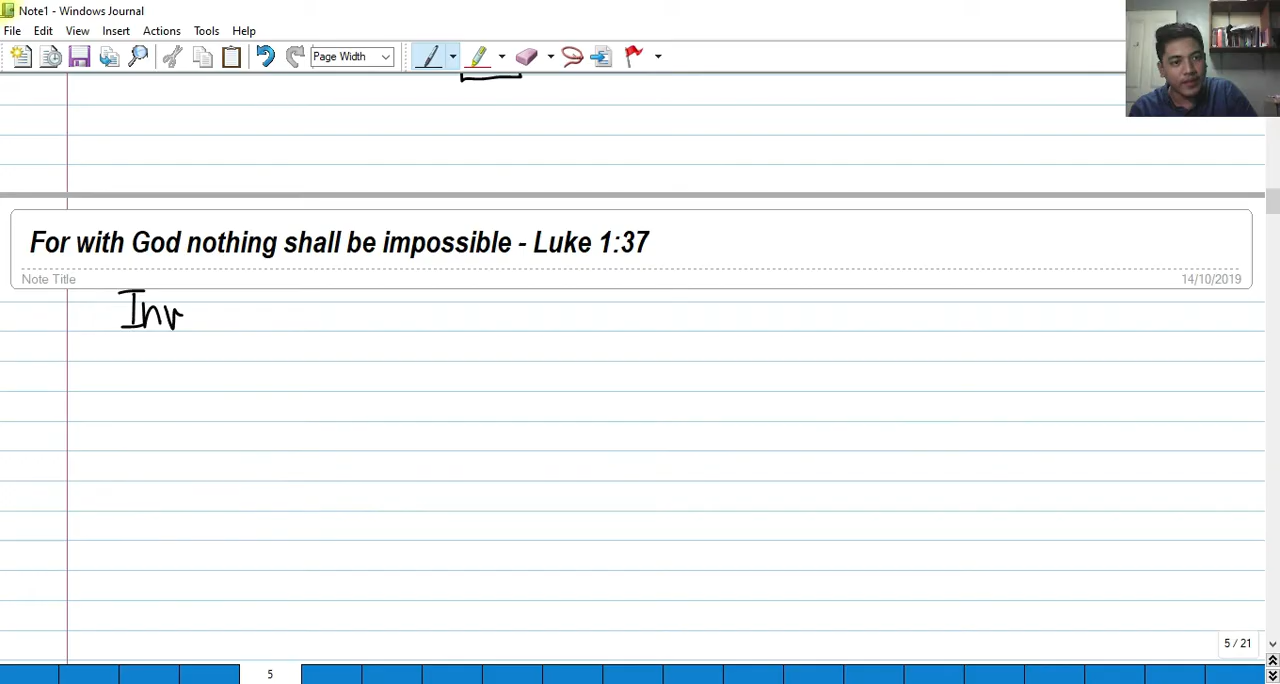 Note1 - Windows Journal
File Edit View Insert Actions Tools Help
Page Width
For with God nothing shall be impossible - Luke 1:37
Note Title 14/10/2019
Inv
5 / 21
5